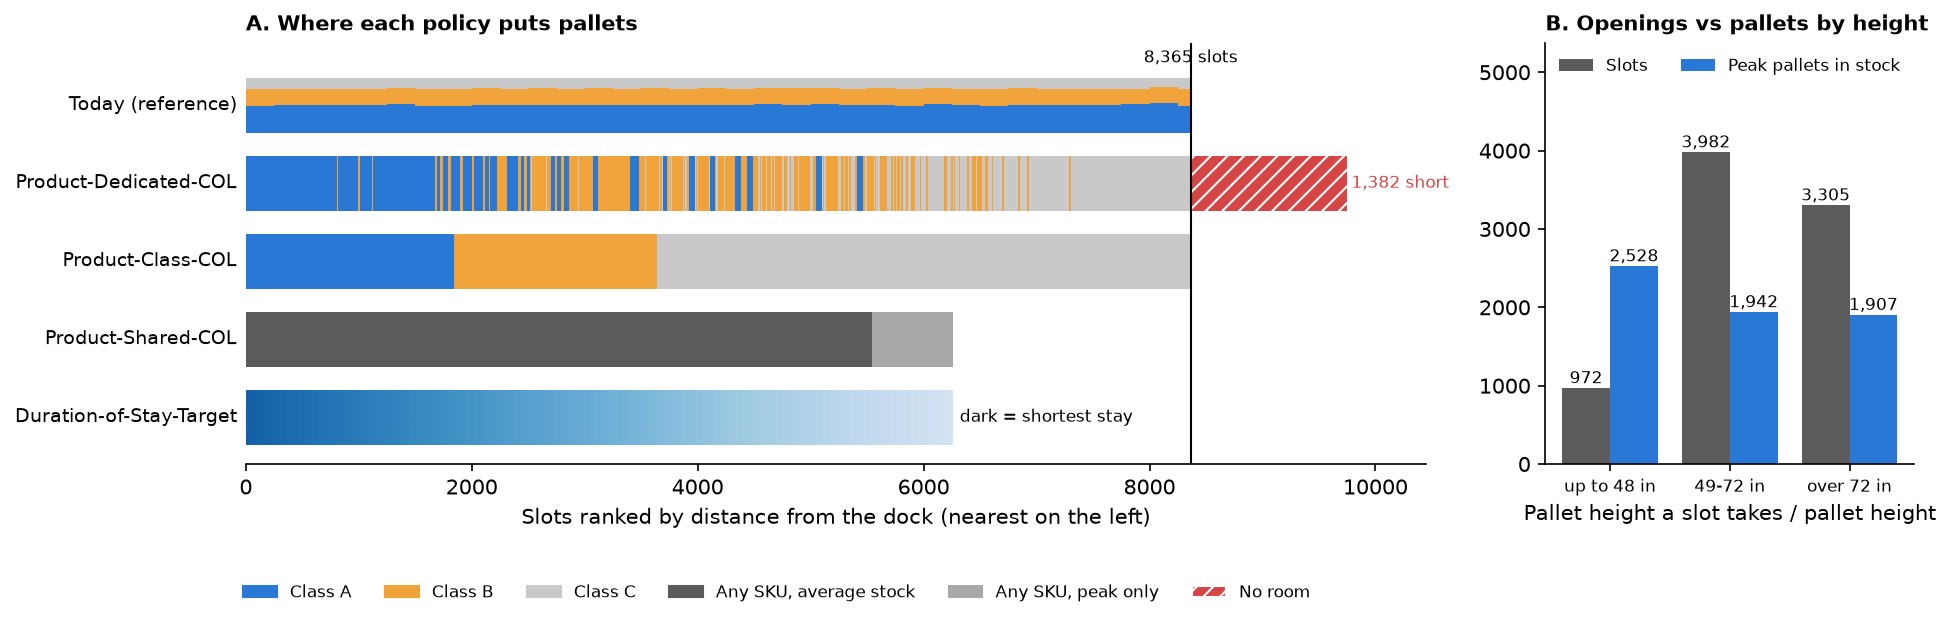 A. Where each policy puts pallets
8,365 slots
Today (reference)
Product-Dedicated-COL
1,382 short
Product-Class-COL
Product-Shared-COL
Duration-of-Stay-Target
dark = shortest stay
0 2000 4000 6000 8000 10000
Slots ranked by distance from the dock (nearest on the left)
Class A Class B Class C Any SKU, average stock Any SKU, peak only No room
B. Openings vs pallets by height
Slots Peak pallets in stock
5000
4000
3000
2000
1000
0
972
2,528
3,982
1,942
3,305
1,907
up to 48 in 49-72 in over 72 in
Pallet height a slot takes / pallet height